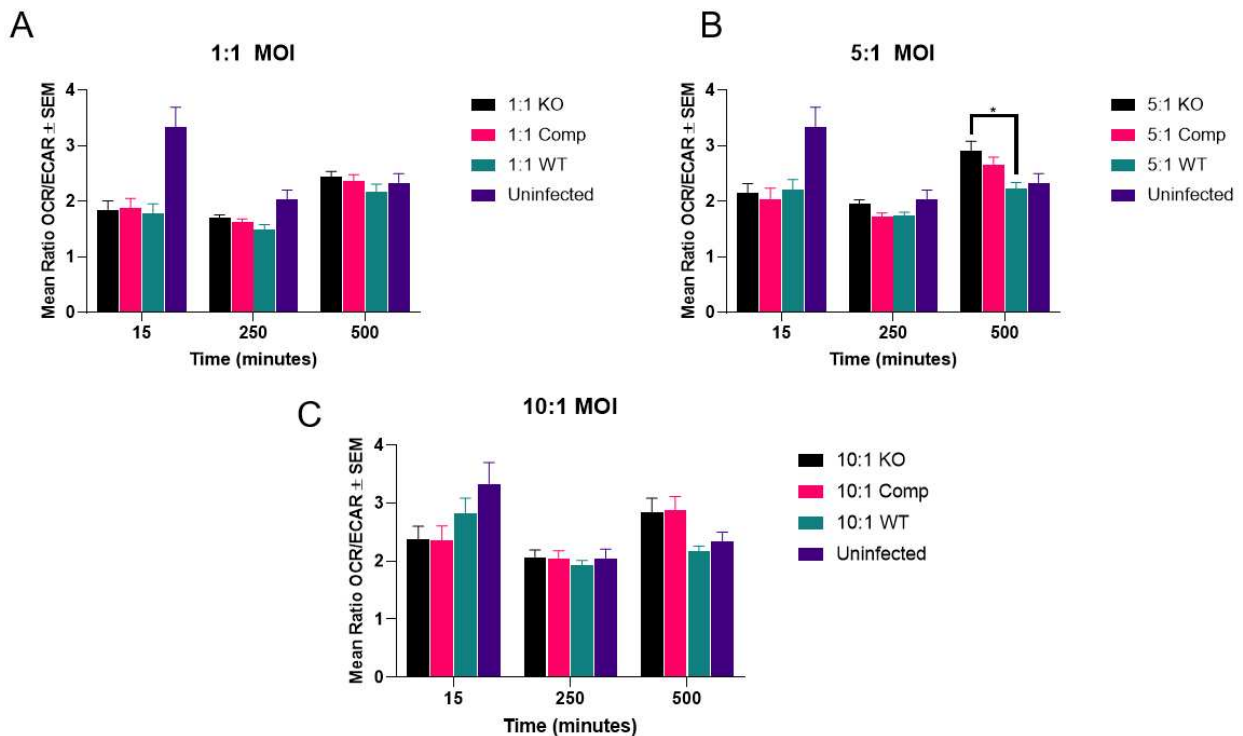 A
1:1 MOI
Mean Ratio OCR/ECAR ± SEM
4
3
2
1
0
15 250 500
Time (minutes)
1:1 KO
1:1 Comp
1:1 WT
Uninfected
B
5:1 MOI
Mean Ratio OCR/ECAR ± SEM
4
3
2
1
0
*
15 250 500
Time (minutes)
5:1 KO
5:1 Comp
5:1 WT
Uninfected
C
10:1 MOI
Mean Ratio OCR/ECAR ± SEM
4
3
2
1
0
15 250 500
Time (minutes)
10:1 KO
10:1 Comp
10:1 WT
Uninfected